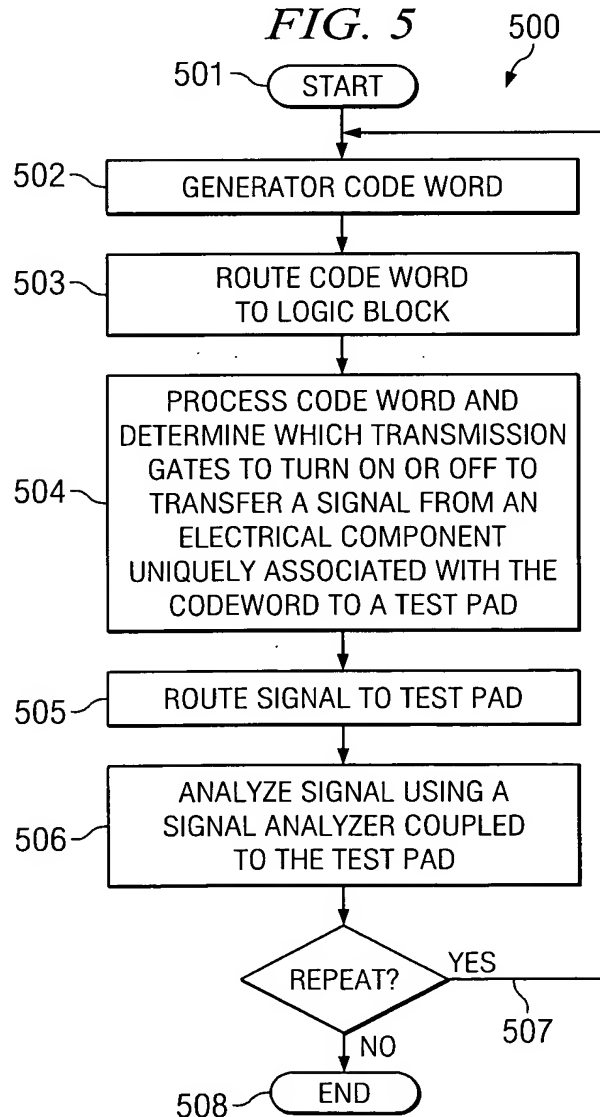 FIG. 5
500
501
START
502
GENERATOR CODE WORD
503
ROUTE CODE WORD
TO LOGIC BLOCK
504
PROCESS CODE WORD AND
DETERMINE WHICH TRANSMISSION
GATES TO TURN ON OR OFF TO
TRANSFER A SIGNAL FROM AN
ELECTRICAL COMPONENT
UNIQUELY ASSOCIATED WITH THE
CODEWORD TO A TEST PAD
505
ROUTE SIGNAL TO TEST PAD
506
ANALYZE SIGNAL USING A
SIGNAL ANALYZER COUPLED
TO THE TEST PAD
REPEAT?
YES
507
NO
508
END